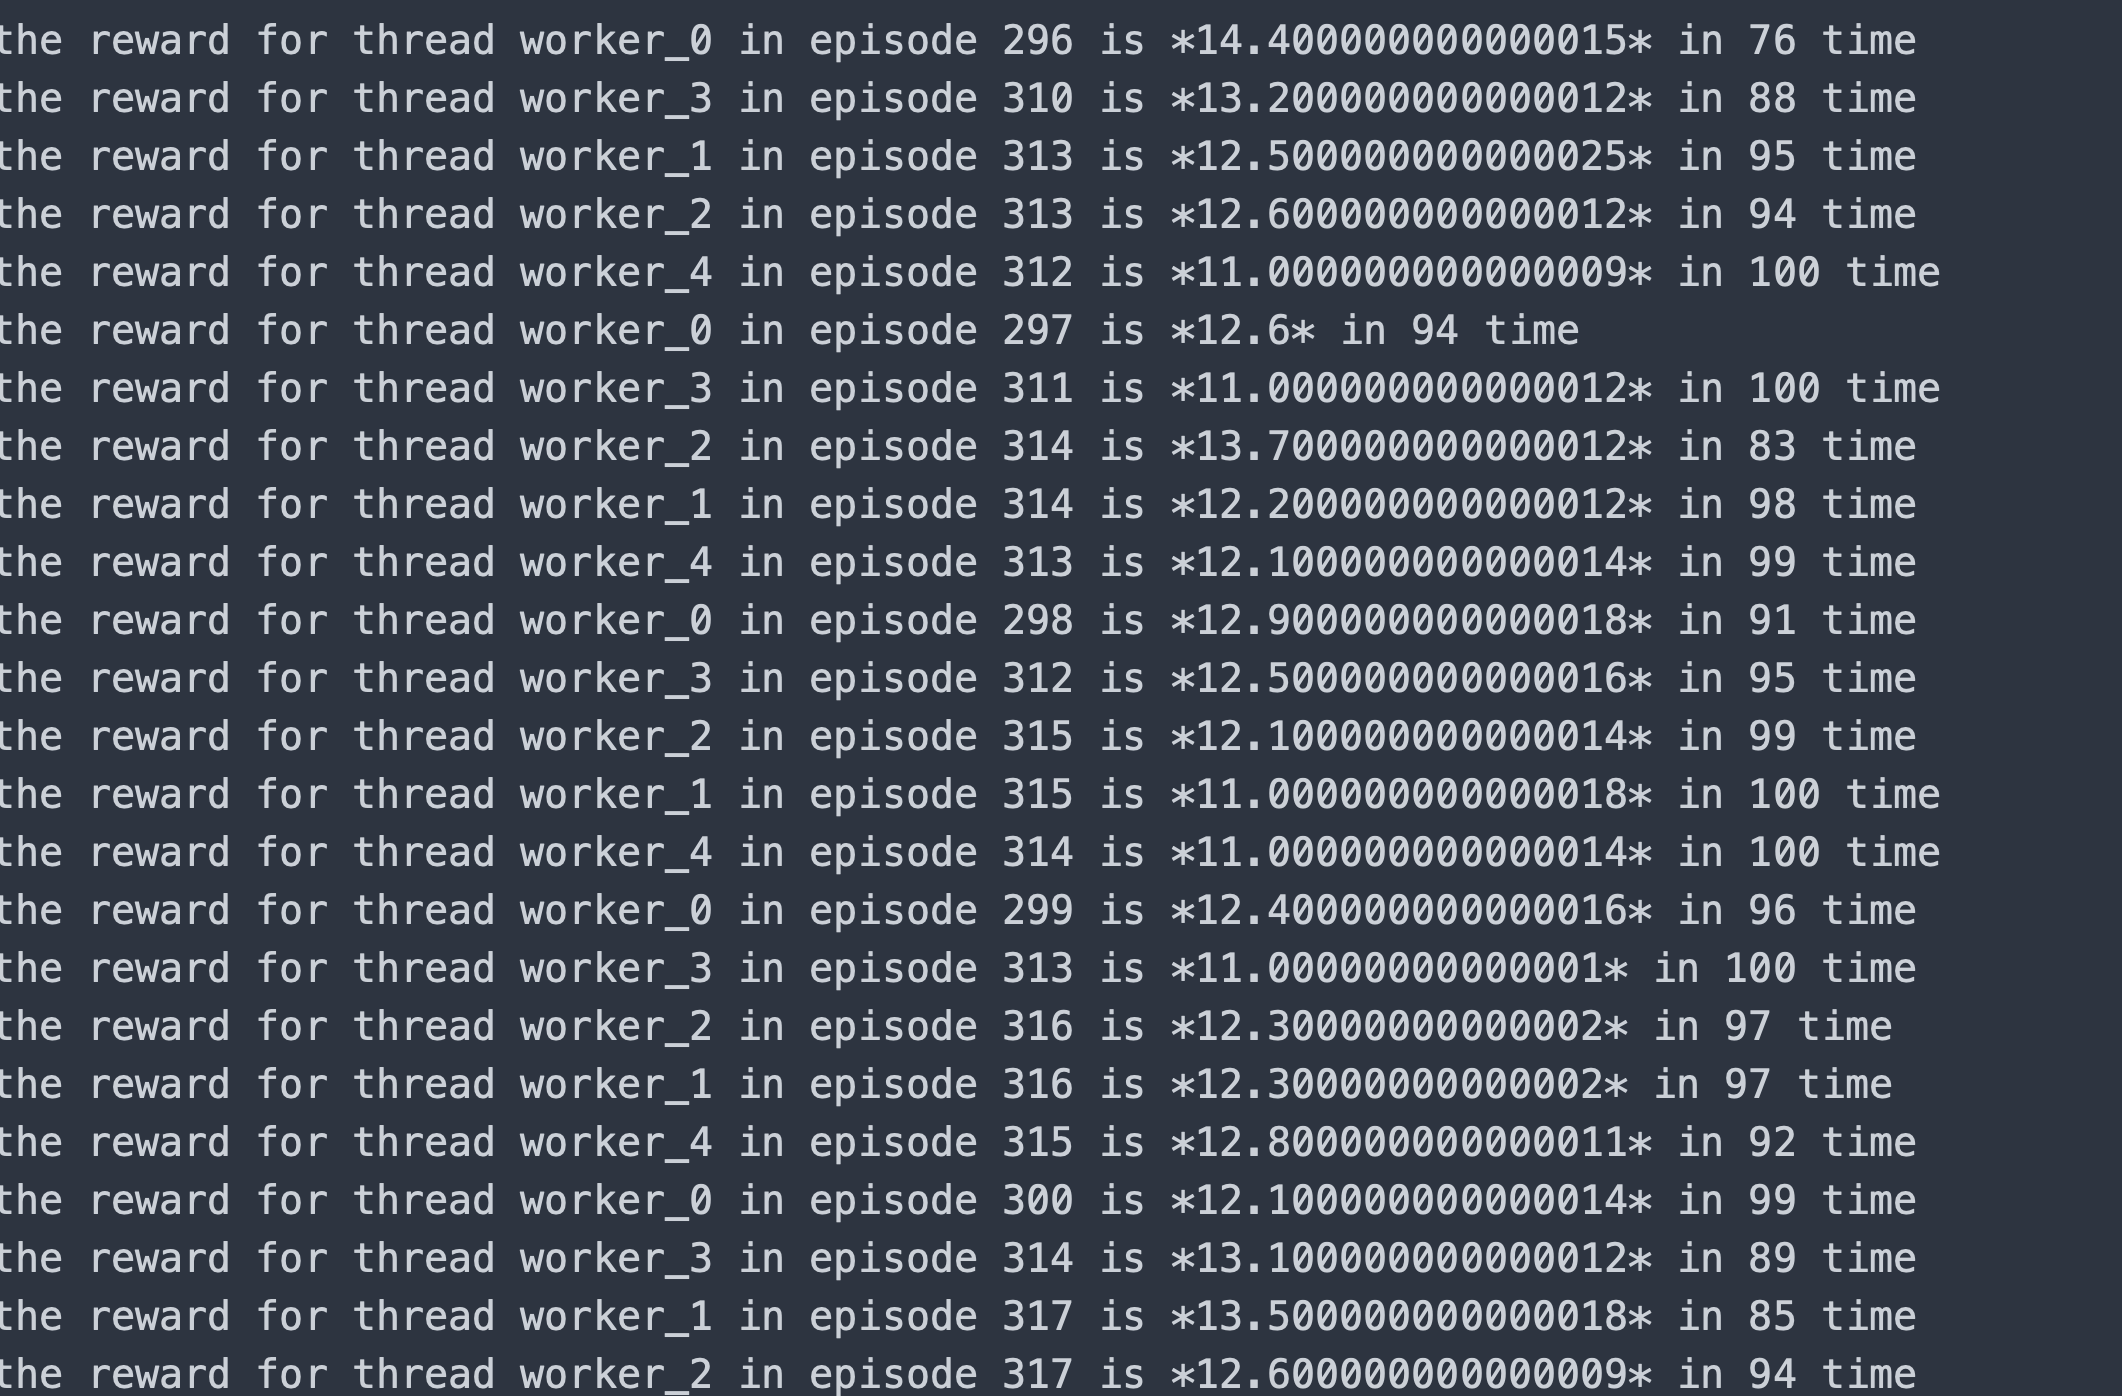 the reward for thread worker_0 in episode 296 is *14.400000000000015* in 76 time
the reward for thread worker_3 in episode 310 is *13.200000000000012* in 88 time
the reward for thread worker_1 in episode 313 is *12.500000000000025* in 95 time
the reward for thread worker_2 in episode 313 is *12.600000000000012* in 94 time
the reward for thread worker_4 in episode 312 is *11.000000000000009* in 100 time
the reward for thread worker_0 in episode 297 is *12.6* in 94 time
the reward for thread worker_3 in episode 311 is *11.000000000000012* in 100 time
the reward for thread worker_2 in episode 314 is *13.700000000000012* in 83 time
the reward for thread worker_1 in episode 314 is *12.200000000000012* in 98 time
the reward for thread worker_4 in episode 313 is *12.100000000000014* in 99 time
the reward for thread worker_0 in episode 298 is *12.900000000000018* in 91 time
the reward for thread worker_3 in episode 312 is *12.500000000000016* in 95 time
the reward for thread worker_2 in episode 315 is *12.100000000000014* in 99 time
the reward for thread worker_1 in episode 315 is *11.000000000000018* in 100 time
the reward for thread worker_4 in episode 314 is *11.000000000000014* in 100 time
the reward for thread worker_0 in episode 299 is *12.400000000000016* in 96 time
the reward for thread worker_3 in episode 313 is *11.00000000000001* in 100 time
the reward for thread worker_2 in episode 316 is *12.30000000000002* in 97 time
the reward for thread worker_1 in episode 316 is *12.30000000000002* in 97 time
the reward for thread worker_4 in episode 315 is *12.800000000000011* in 92 time
the reward for thread worker_0 in episode 300 is *12.100000000000014* in 99 time
the reward for thread worker_3 in episode 314 is *13.100000000000012* in 89 time
the reward for thread worker_1 in episode 317 is *13.500000000000018* in 85 time
the reward for thread worker_2 in episode 317 is *12.600000000000009* in 94 time